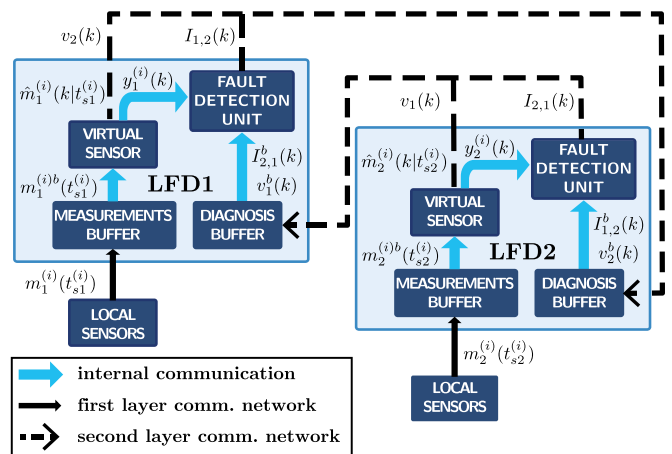 v₂(k)
I₁,₂(k)
m̂₁⁽ⁱ⁾(k|tₛ₁⁽ⁱ⁾)
y₁⁽ⁱ⁾(k)
FAULT
DETECTION
UNIT
VIRTUAL
SENSOR
m₁⁽ⁱ⁾ᵇ(tₛ₁⁽ⁱ⁾)
LFD1
I₂,₁ᵇ(k)
v₁ᵇ(k)
MEASUREMENTS
BUFFER
DIAGNOSIS
BUFFER
m₁⁽ⁱ⁾(tₛ₁⁽ⁱ⁾)
LOCAL
SENSORS
v₁(k)
I₂,₁(k)
m̂₂⁽ⁱ⁾(k|tₛ₂⁽ⁱ⁾)
y₂⁽ⁱ⁾(k)
FAULT
DETECTION
UNIT
VIRTUAL
SENSOR
m₂⁽ⁱ⁾ᵇ(tₛ₂⁽ⁱ⁾)
LFD2
I₁,₂ᵇ(k)
v₂ᵇ(k)
MEASUREMENTS
BUFFER
DIAGNOSIS
BUFFER
m₂⁽ⁱ⁾(tₛ₂⁽ⁱ⁾)
LOCAL
SENSORS
internal communication
first layer comm. network
second layer comm. network